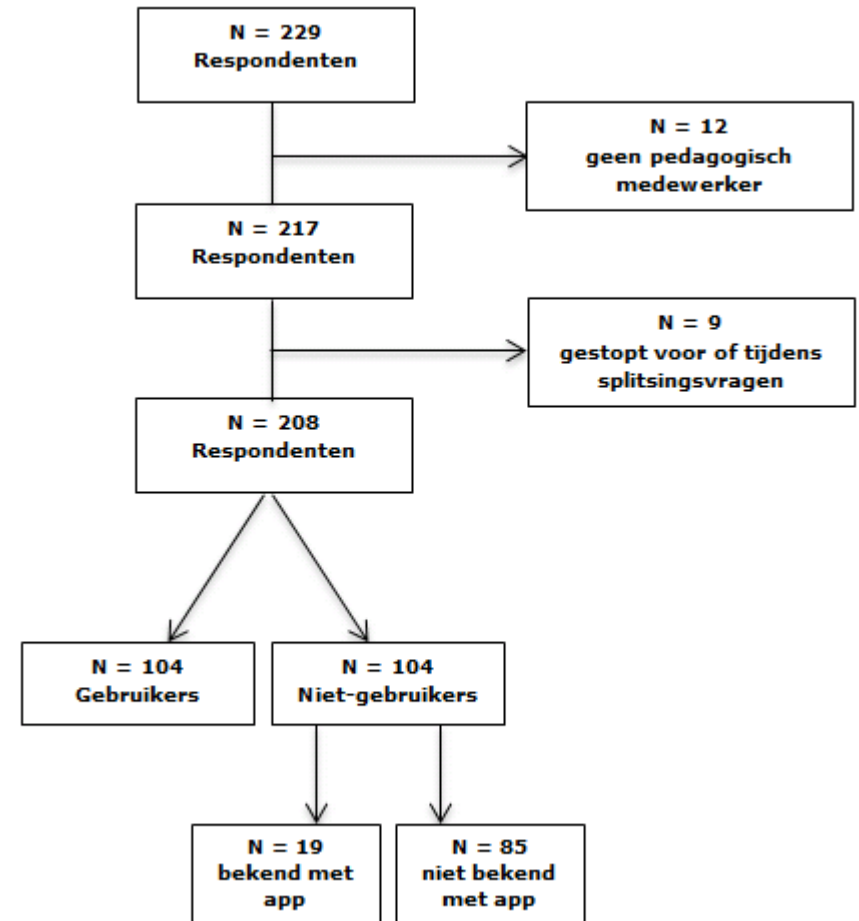 N = 229
Respondenten
N = 12
geen pedagogisch
medewerker
N = 217
Respondenten
N = 9
gestopt voor of tijdens
splitsingsvragen
N = 208
Respondenten
N = 104
Gebruikers
N = 104
Niet-gebruikers
N = 19
bekend met
app
N = 85
niet bekend
met app